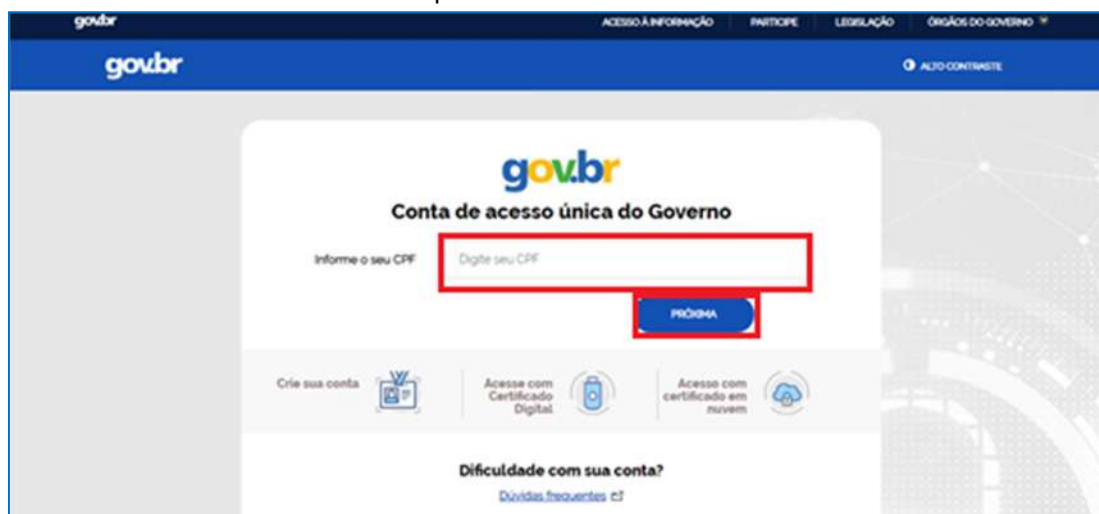 gov.br ACESSO À INFORMAÇÃO PARTICIPE LEGISLAÇÃO ÓRGÃOS DO GOVERNO
gov.br ALTO CONTRASTE
gov.br
Conta de acesso única do Governo
Informe o seu CPF Digite seu CPF
PRÓXIMA
Crie sua conta
Acesse com
Certificado
Digital
Acesso com
certificado em
nuvem
Dificuldade com sua conta?
Dúvidas frequentes